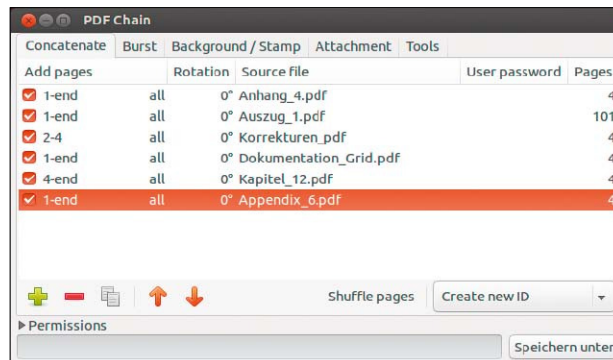 PDF Chain
Concatenate Burst Background / Stamp Attachment Tools
Add pages Rotation Source file User password Pages
1-end all 0° Anhang_4.pdf 4
1-end all 0° Auszug_1.pdf 101
2-4 all 0° Korrekturen_pdf 4
1-end all 0° Dokumentation_Grid.pdf 4
4-end all 0° Kapitel_12.pdf 4
1-end all 0° Appendix_6.pdf 4
Shuffle pages Create new ID
Permissions
Speichern unter